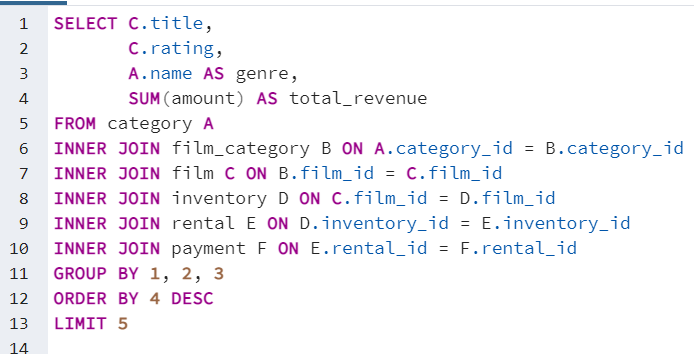 1 SELECT C.title,
2 C.rating,
3 A.name AS genre,
4 SUM(amount) AS total_revenue
5 FROM category A
6 INNER JOIN film_category B ON A.category_id = B.category_id
7 INNER JOIN film C ON B.film_id = C.film_id
8 INNER JOIN inventory D ON C.film_id = D.film_id
9 INNER JOIN rental E ON D.inventory_id = E.inventory_id
10 INNER JOIN payment F ON E.rental_id = F.rental_id
11 GROUP BY 1, 2, 3
12 ORDER BY 4 DESC
13 LIMIT 5
14